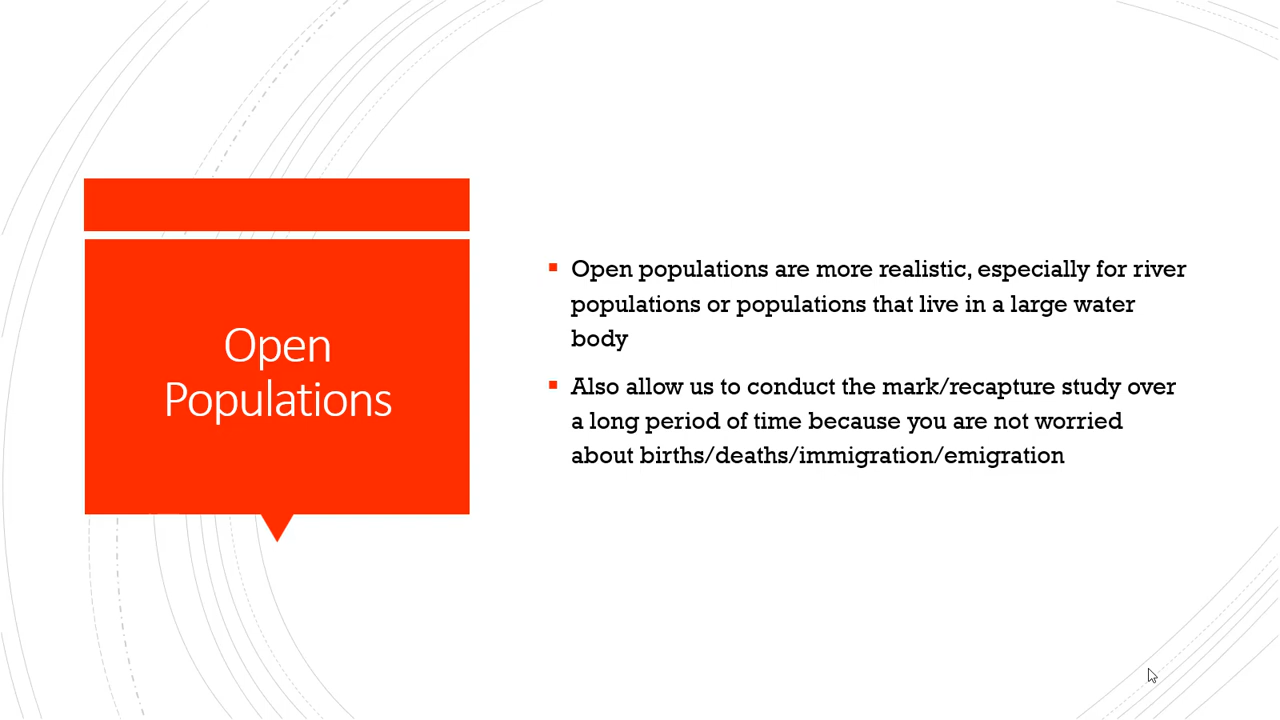 Open
Populations
Open populations are more realistic, especially for river
populations or populations that live in a large water
body
Also allow us to conduct the mark/recapture study over
a long period of time because you are not worried
about births/deaths/immigration/emigration